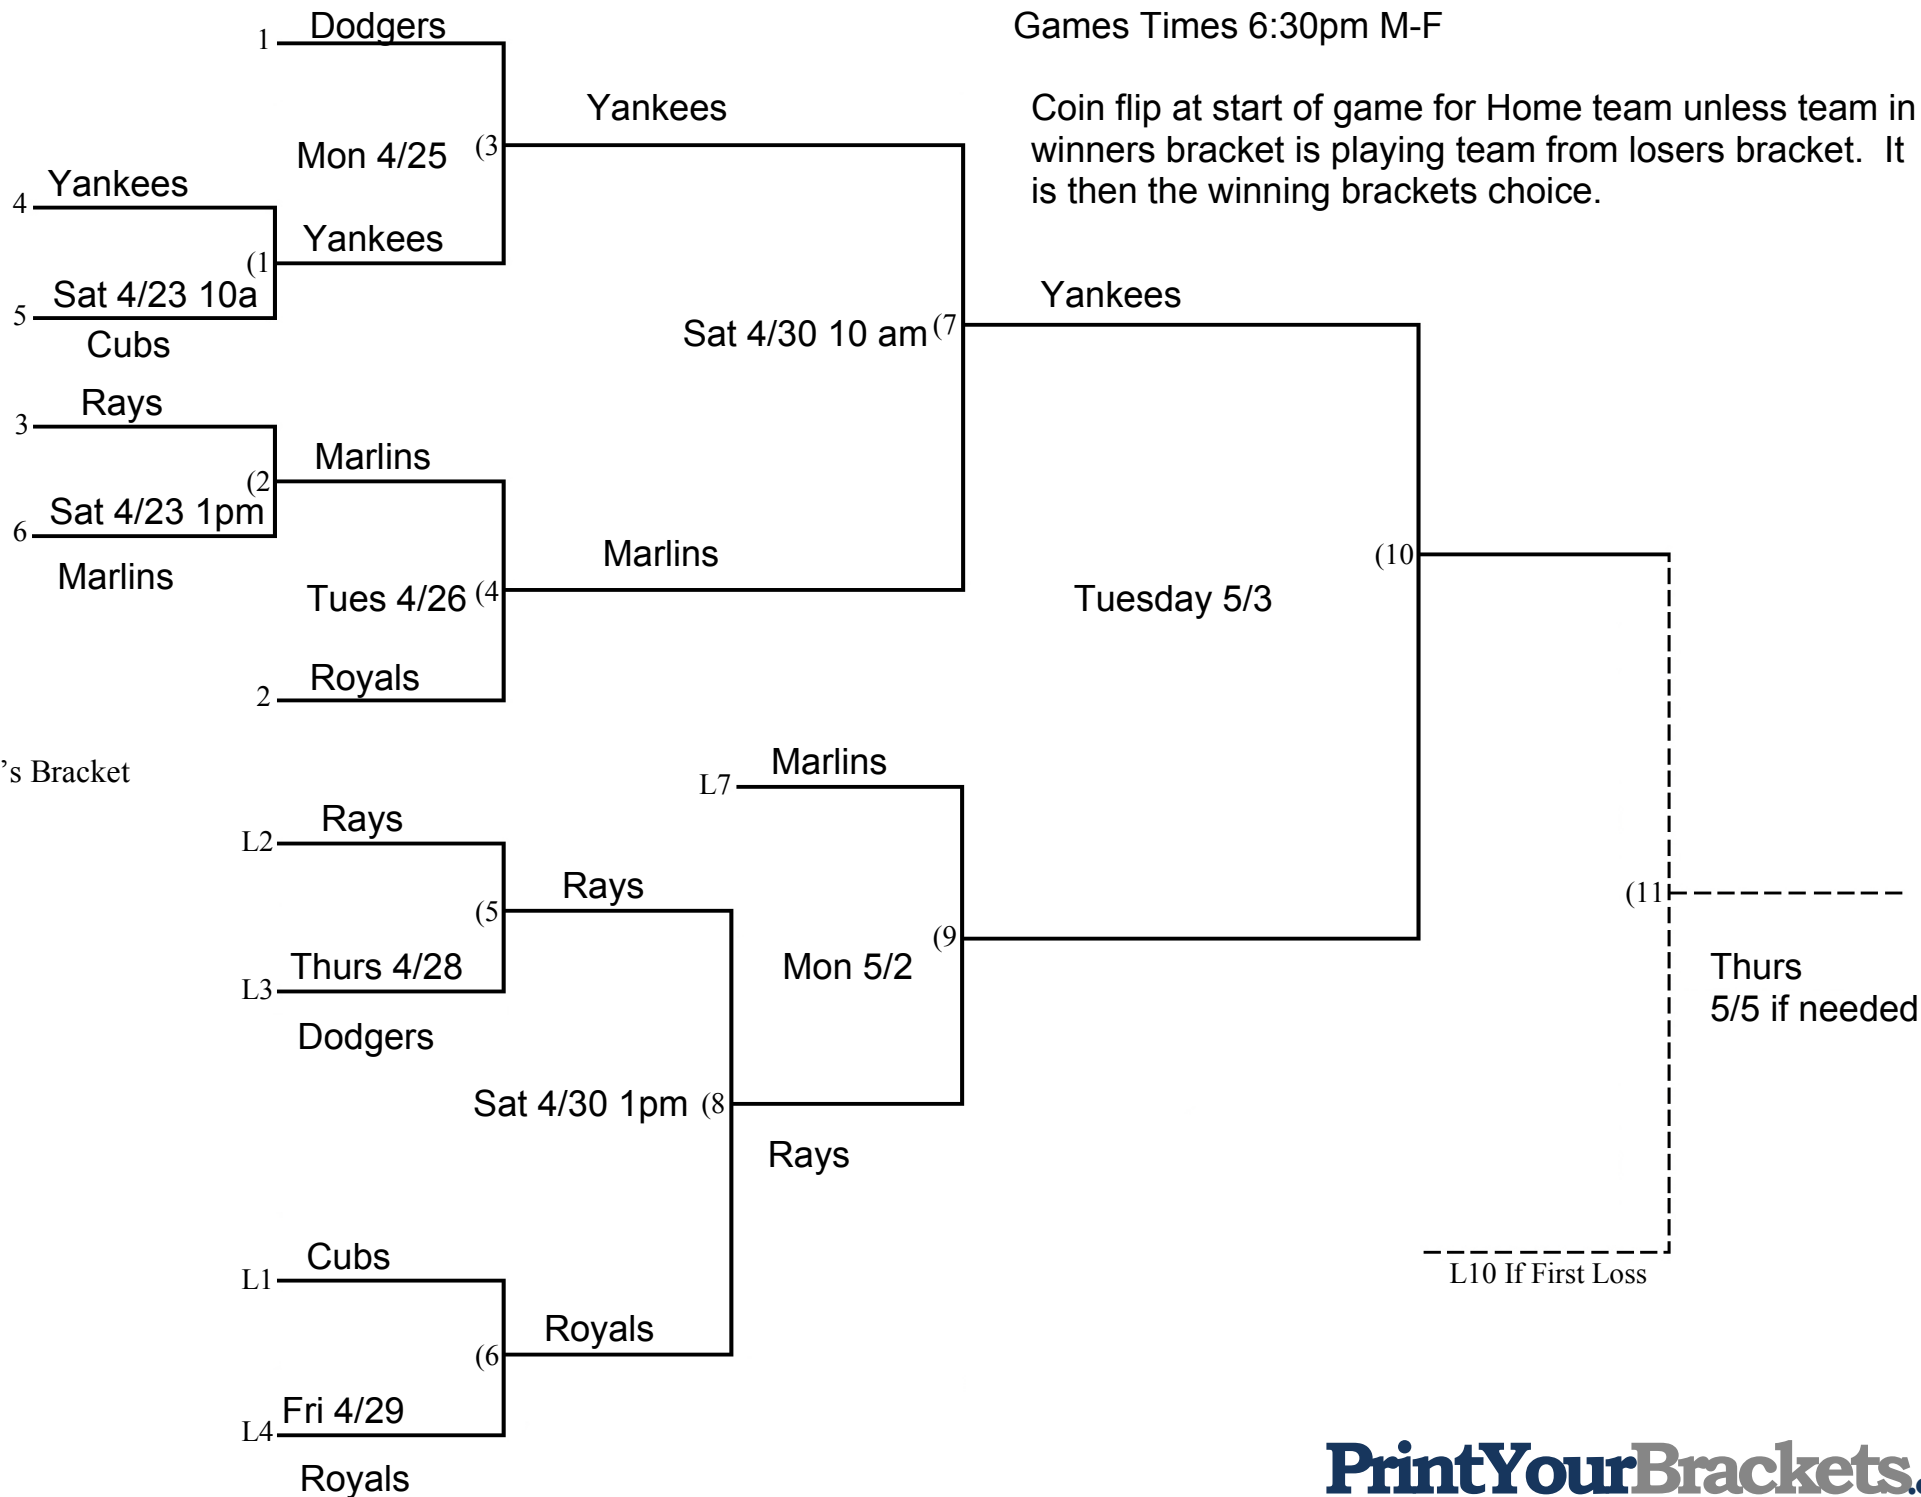 Dodgers
1
Games Times 6:30pm M-F
Yankees
Coin flip at start of game for Home team unless team in
winners bracket is playing team from losers bracket.  It
is then the winning brackets choice.
Mon 4/25
(3
Yankees
4
Yankees
(1
Sat 4/23 10a
5
Cubs
Yankees
Sat 4/30 10 am
(7
Rays
3
Marlins
(2
Sat 4/23 1pm
6
Marlins
Marlins
Tues 4/26
(4
Royals
2
Tuesday 5/3
(10
's Bracket
Marlins
L7
Rays
L2
Rays
(5
Thurs 4/28
L3
Dodgers
(9
Mon 5/2
(11
Thurs
5/5 if needed
Sat 4/30 1pm
(8
Rays
Cubs
L1
Royals
(6
Fri 4/29
L4
Royals
L10 If First Loss
PrintYourBrackets.